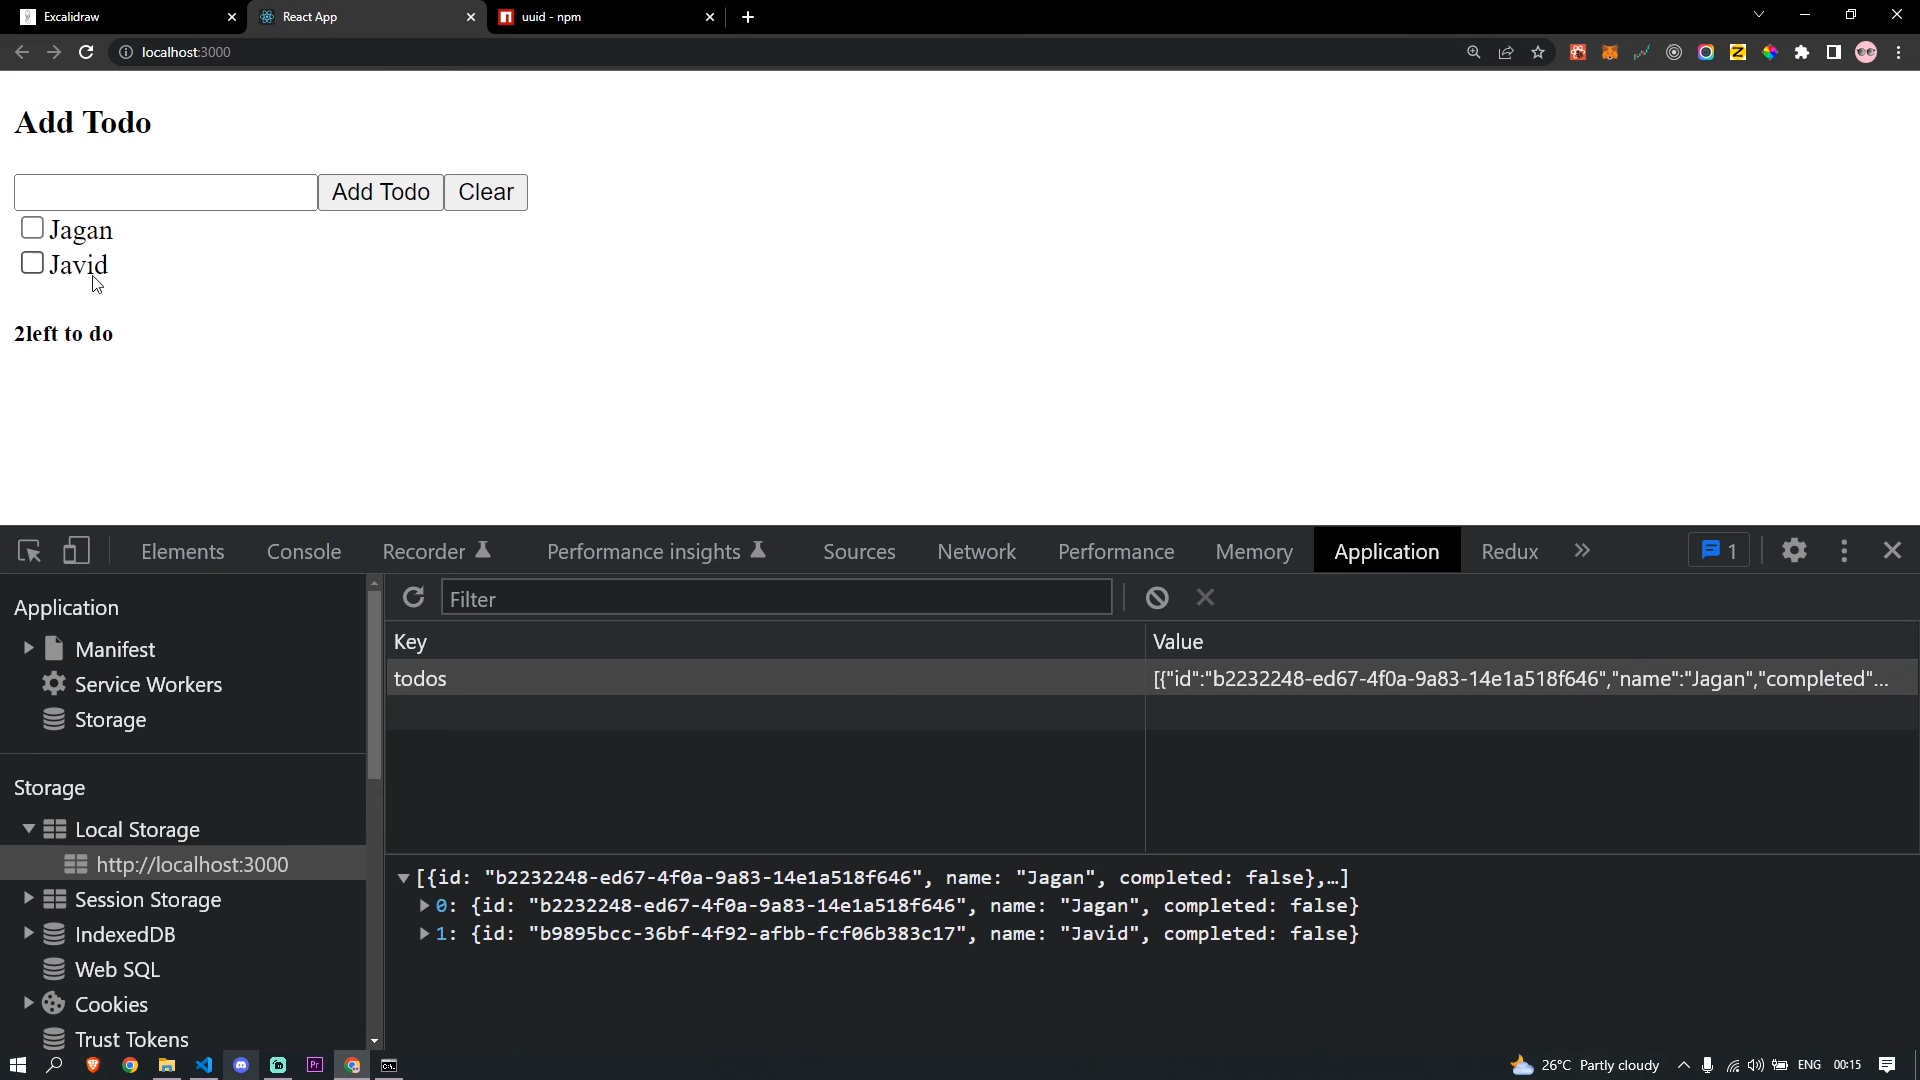 Excalidraw
React App
uuid - npm
localhost:3000
Add Todo
Add Todo
Clear
Jagan
Javid
2left to do
Elements
Console
Recorder
Performance insights
Sources
Network
Performance
Memory
Application
Redux
1
Application
Manifest
Service Workers
Storage
Storage
Local Storage
http://localhost:3000
Session Storage
IndexedDB
Web SQL
Cookies
Trust Tokens
Filter
Key
Value
todos
[{"id":"b2232248-ed67-4f0a-9a83-14e1a518f646","name":"Jagan","completed"...
[{id: "b2232248-ed67-4f0a-9a83-14e1a518f646", name: "Jagan", completed: false},…]
0: {id: "b2232248-ed67-4f0a-9a83-14e1a518f646", name: "Jagan", completed: false}
1: {id: "b9895bcc-36bf-4f92-afbb-fcf06b383c17", name: "Javid", completed: false}
Pr
26°C Partly cloudy
ENG
00:15